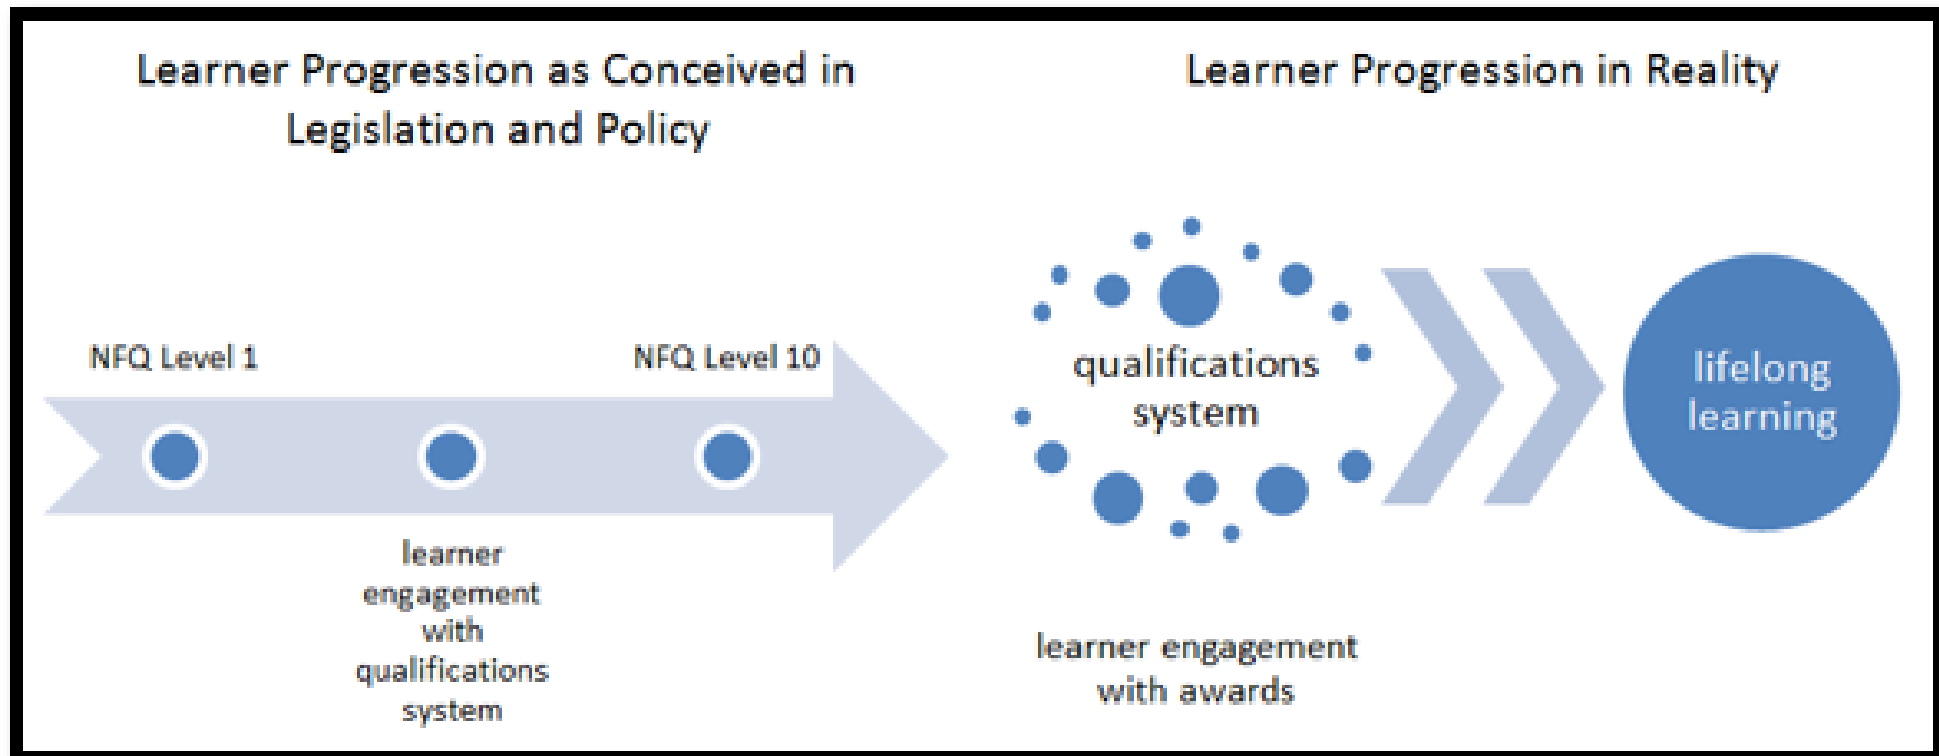 Learner Progression as Conceived in
Legislation and Policy
NFQ Level 1
NFQ Level 10
learner
engagement
with
qualifications
system
Learner Progression in Reality
qualifications
system
lifelong
learning
learner engagement
with awards